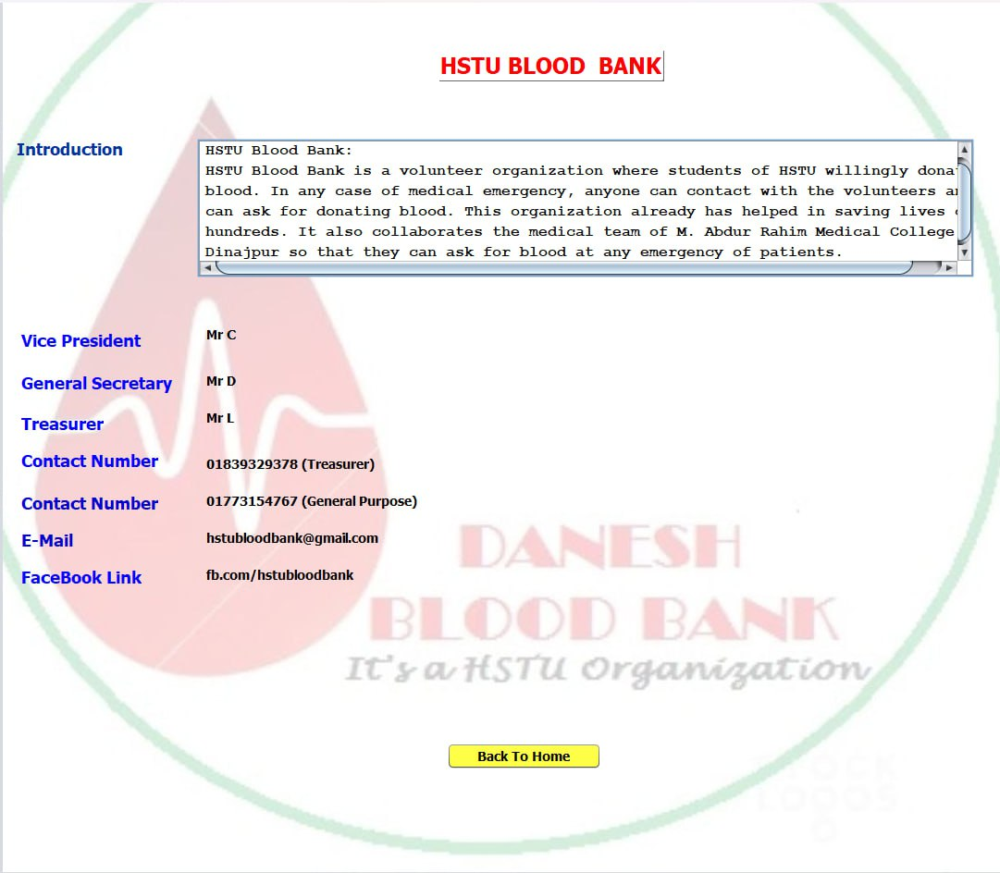 HSTU BLOOD BANK
Introduction
HSTU Blood Bank:
HSTU Blood Bank is a volunteer organization where students of HSTU willingly
blood. In any case of medical emergency, anyone can contact with the volunteers
can ask for donating blood. This organization already has helped in saving lives
hundreds. It also collaborates the medical team of M. Abdur Rahim Medical College
Dinajpur so that they can ask for blood at any emergency of patients.
Vice President Mr C
General Secretary Mr D
Treasurer Mr L
Contact Number 01839329378 (Treasurer)
Contact Number 01773154767 (General Purpose)
E-Mail hstubloodbank@gmail.com
FaceBook Link fb.com/hstubloodbank
DANESH
BLOOD BANK
It's a HSTU Organization
Back To Home